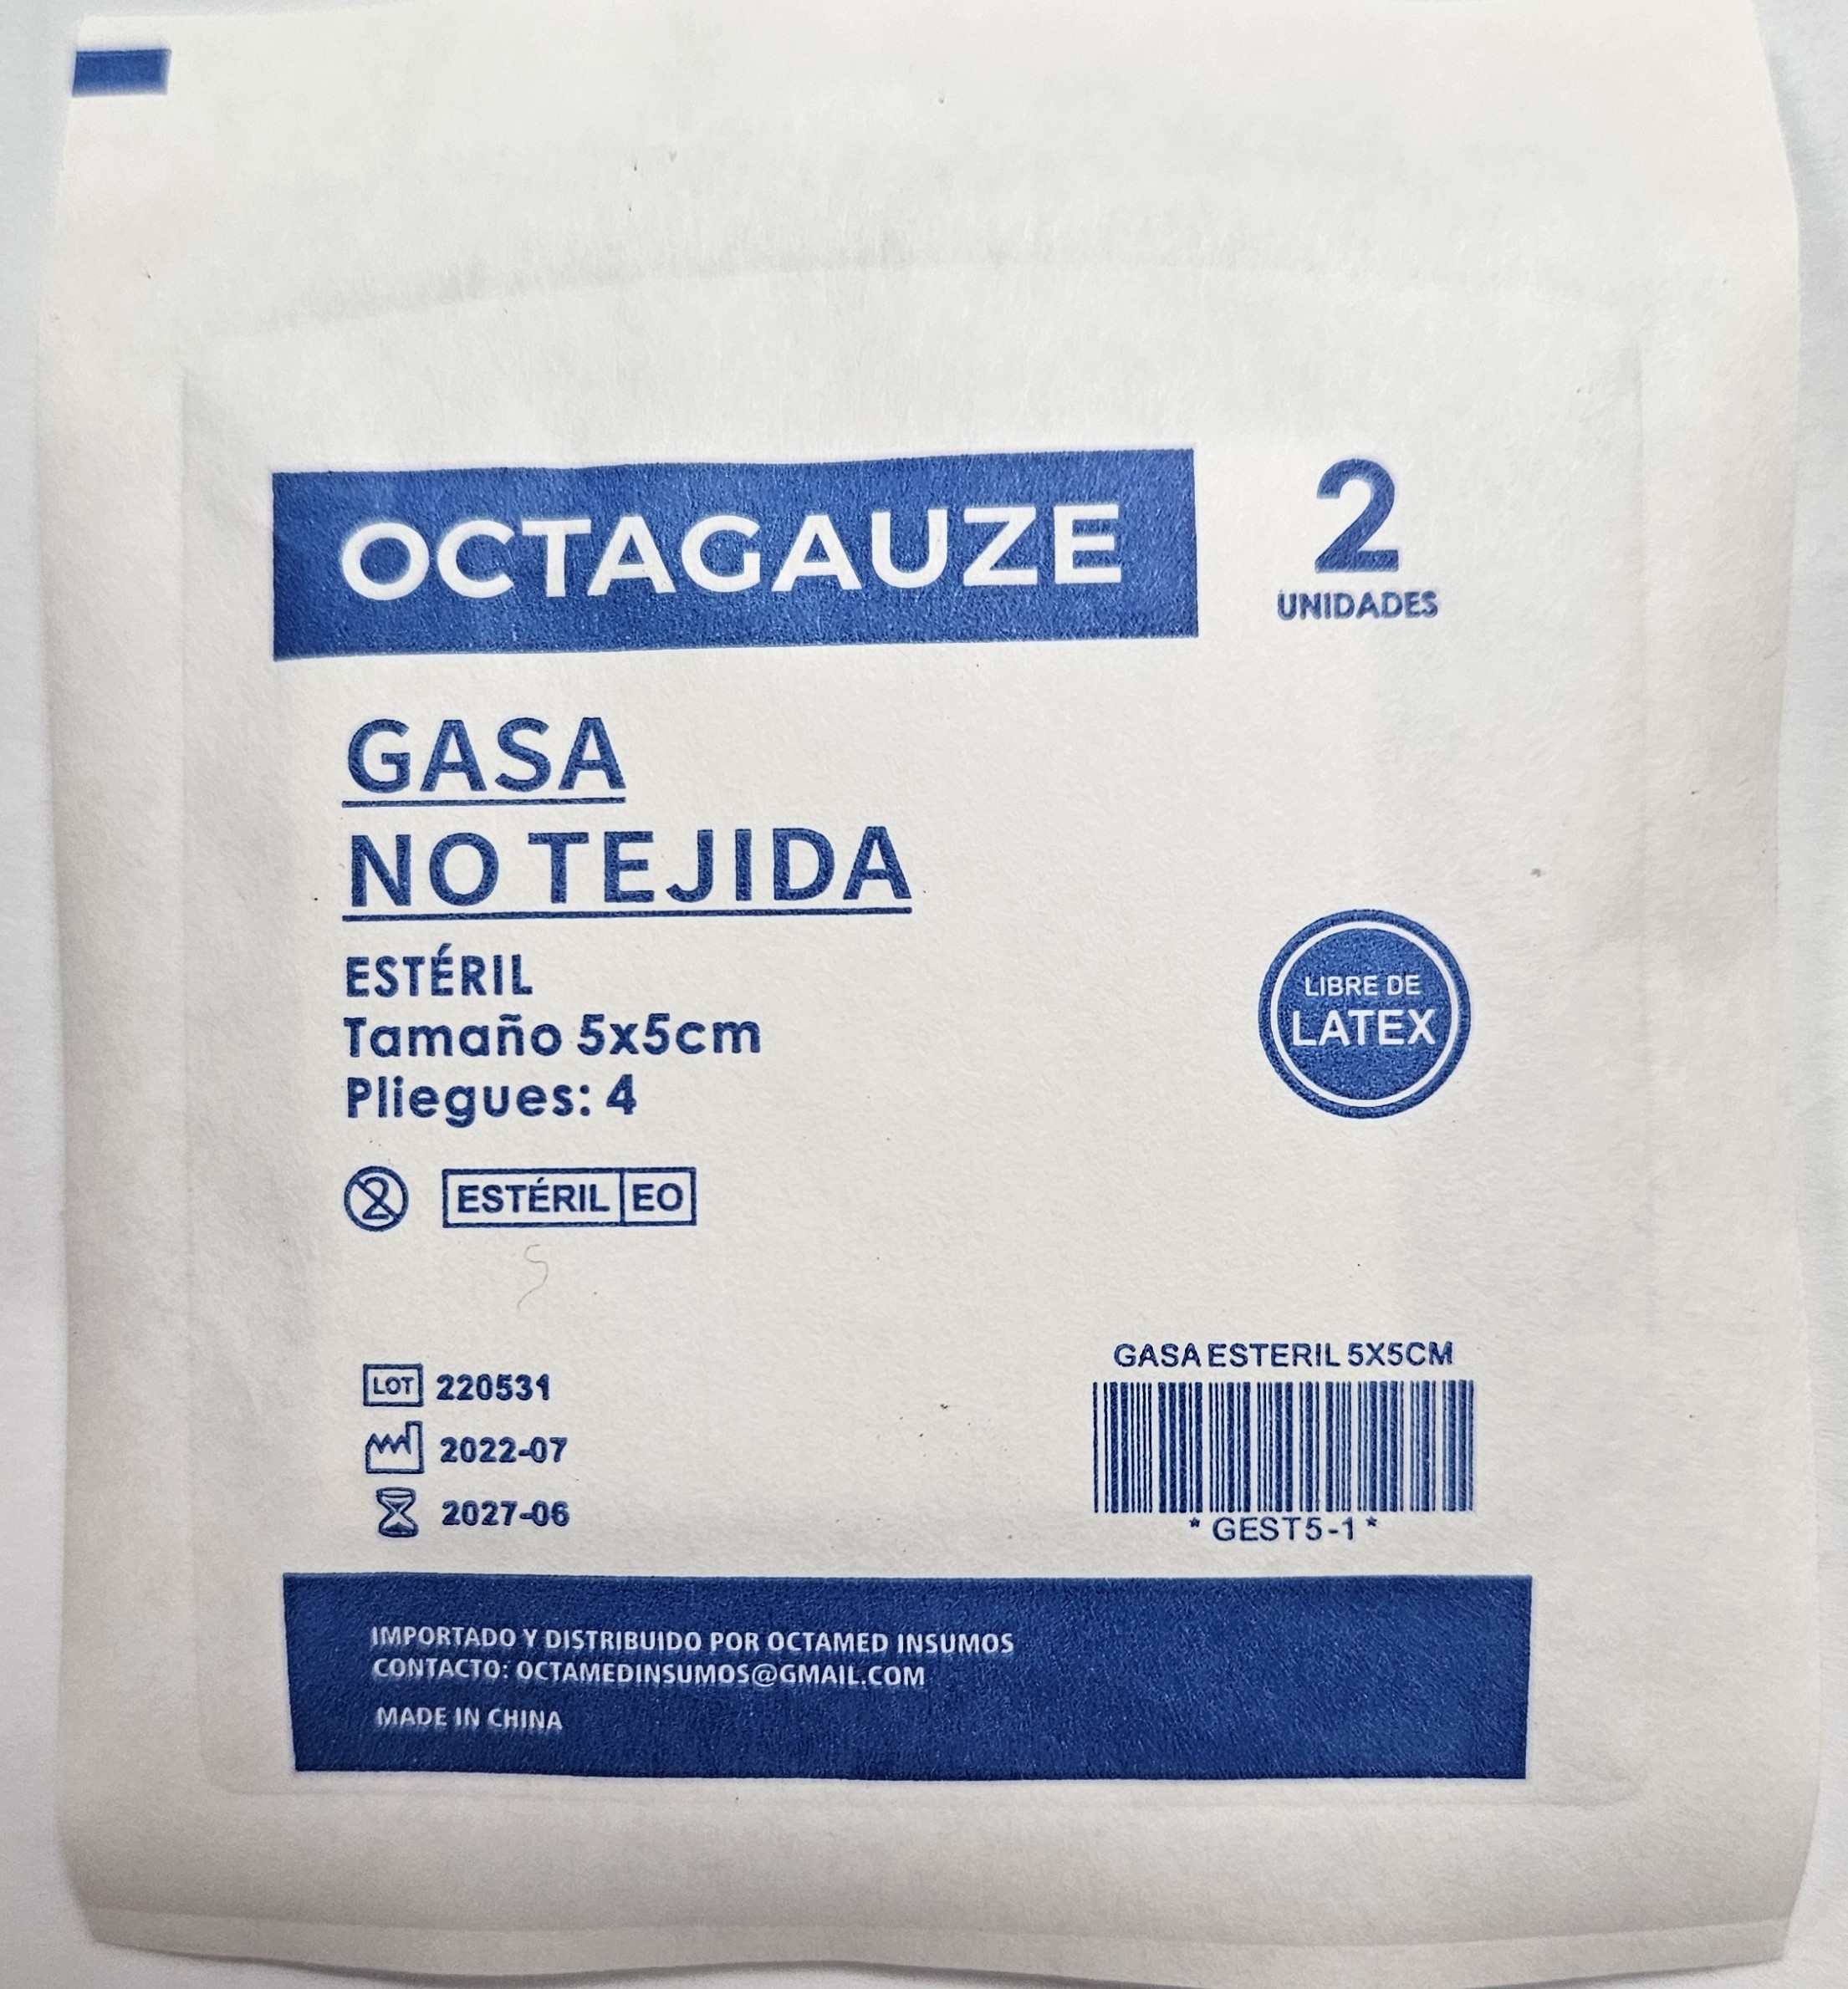 OCTAGAUZE
2
UNIDADES
GASA
NO TEJIDA
ESTÉRIL
Tamaño 5x5cm
Pliegues: 4
LIBRE DE
LATEX
2
ESTÉRIL EO
LOT 220531
2022-07
2027-06
GASA ESTERIL 5X5CM
* GEST5-1 *
IMPORTADO Y DISTRIBUIDO POR OCTAMED INSUMOS
CONTACTO: OCTAMEDINSUMOS@GMAIL.COM
MADE IN CHINA